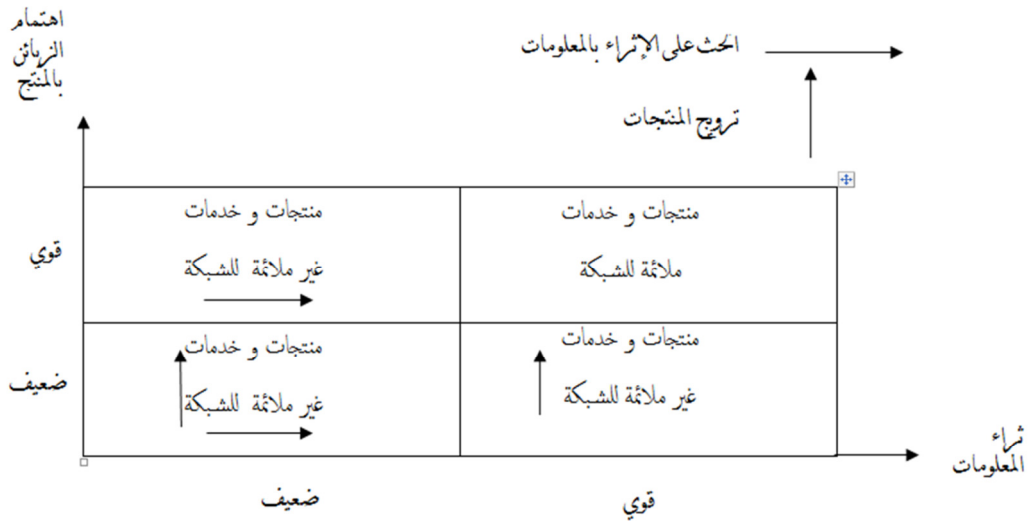 اهتمام
الزبائن
بالمنتج
الحث على الإثراء بالمعلومات
ترويج المنتجات
قوي
منتجات و خدمات
غير ملائمة للشبكة
منتجات و خدمات
ملائمة للشبكة
ضعيف
منتجات و خدمات
غير ملائمة للشبكة
منتجات و خدمات
غير ملائمة للشبكة
ثراء
المعلومات
ضعيف
قوي